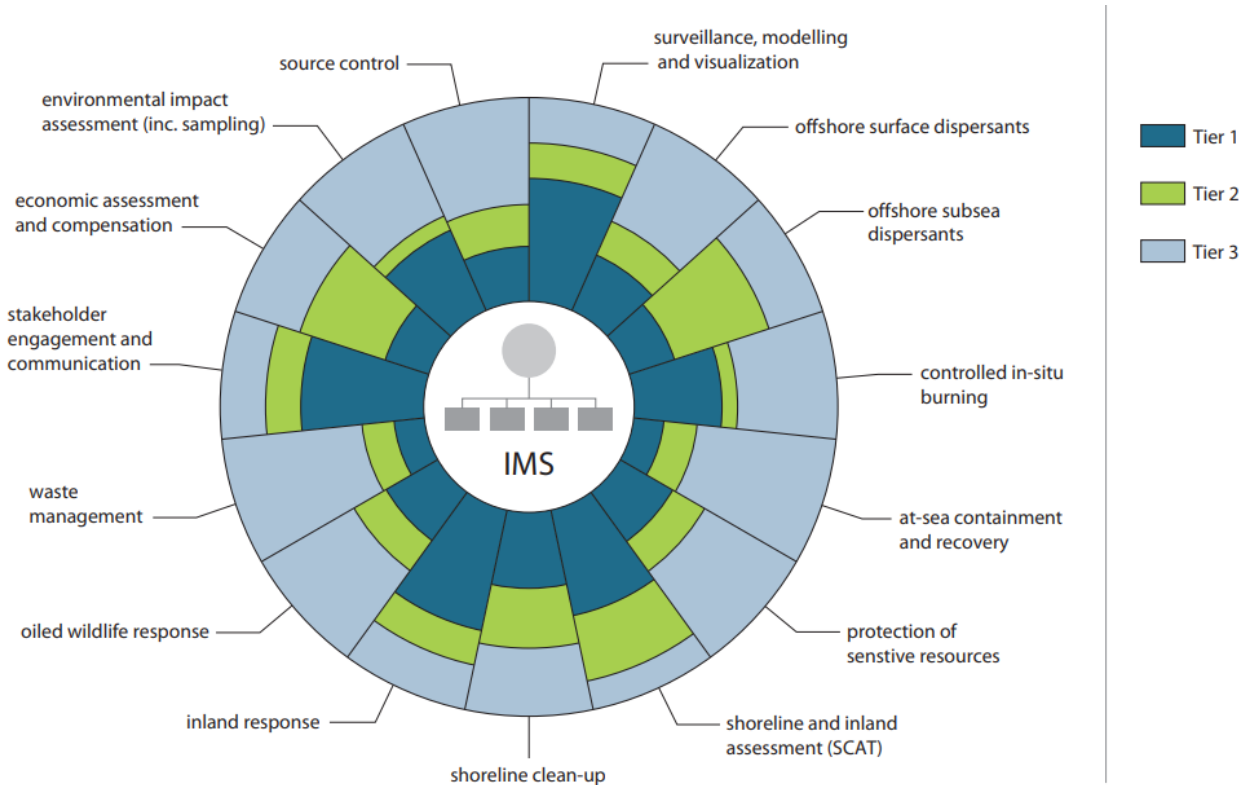 surveillance, modelling
and visualization
source control
environmental impact
assessment (inc. sampling)
offshore surface dispersants
economic assessment
and compensation
offshore subsea
dispersants
stakeholder
engagement and
communication
controlled in-situ
burning
IMS
waste
management
at-sea containment
and recovery
oiled wildlife response
protection of
senstive resources
inland response
shoreline and inland
assessment (SCAT)
shoreline clean-up
Tier 1
Tier 2
Tier 3